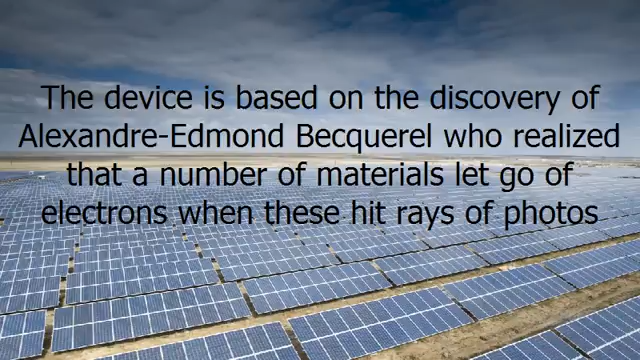 The device is based on the discovery of
Alexandre-Edmond Becquerel who realized
that a number of materials let go of
electrons when these hit rays of photos